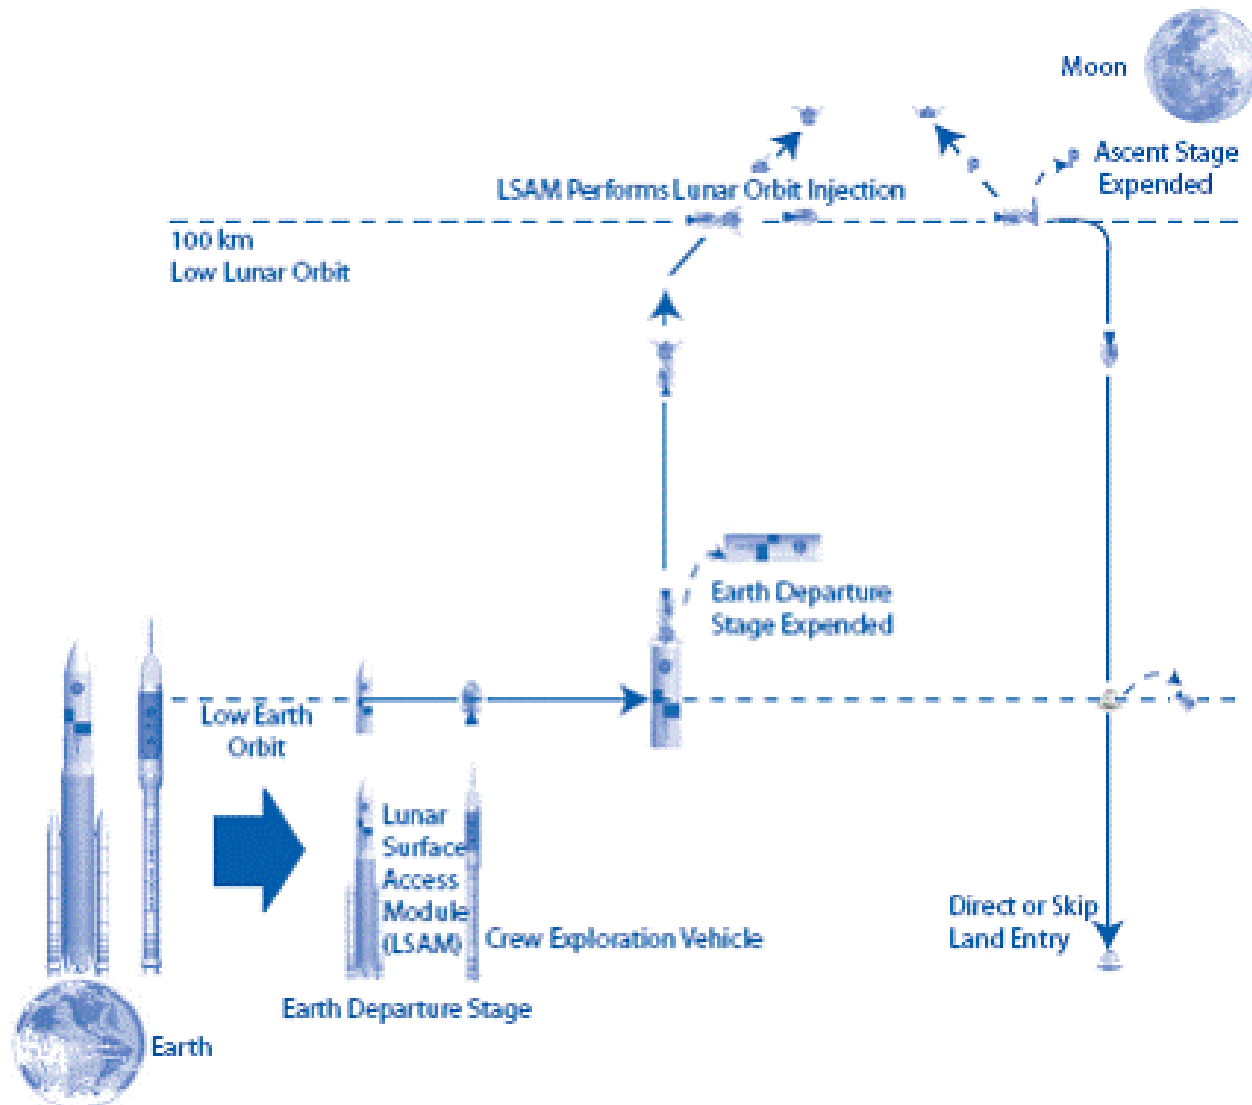 Moon
Ascent Stage
Expended
LSAM Performs Lunar Orbit Injection
100 km
Low Lunar Orbit
Earth Departure
Stage Expended
Low Earth
Orbit
Lunar
Surface
Access
Module
(LSAM)
Crew Exploration Vehicle
Direct or Skip
Land Entry
Earth Departure Stage
Earth